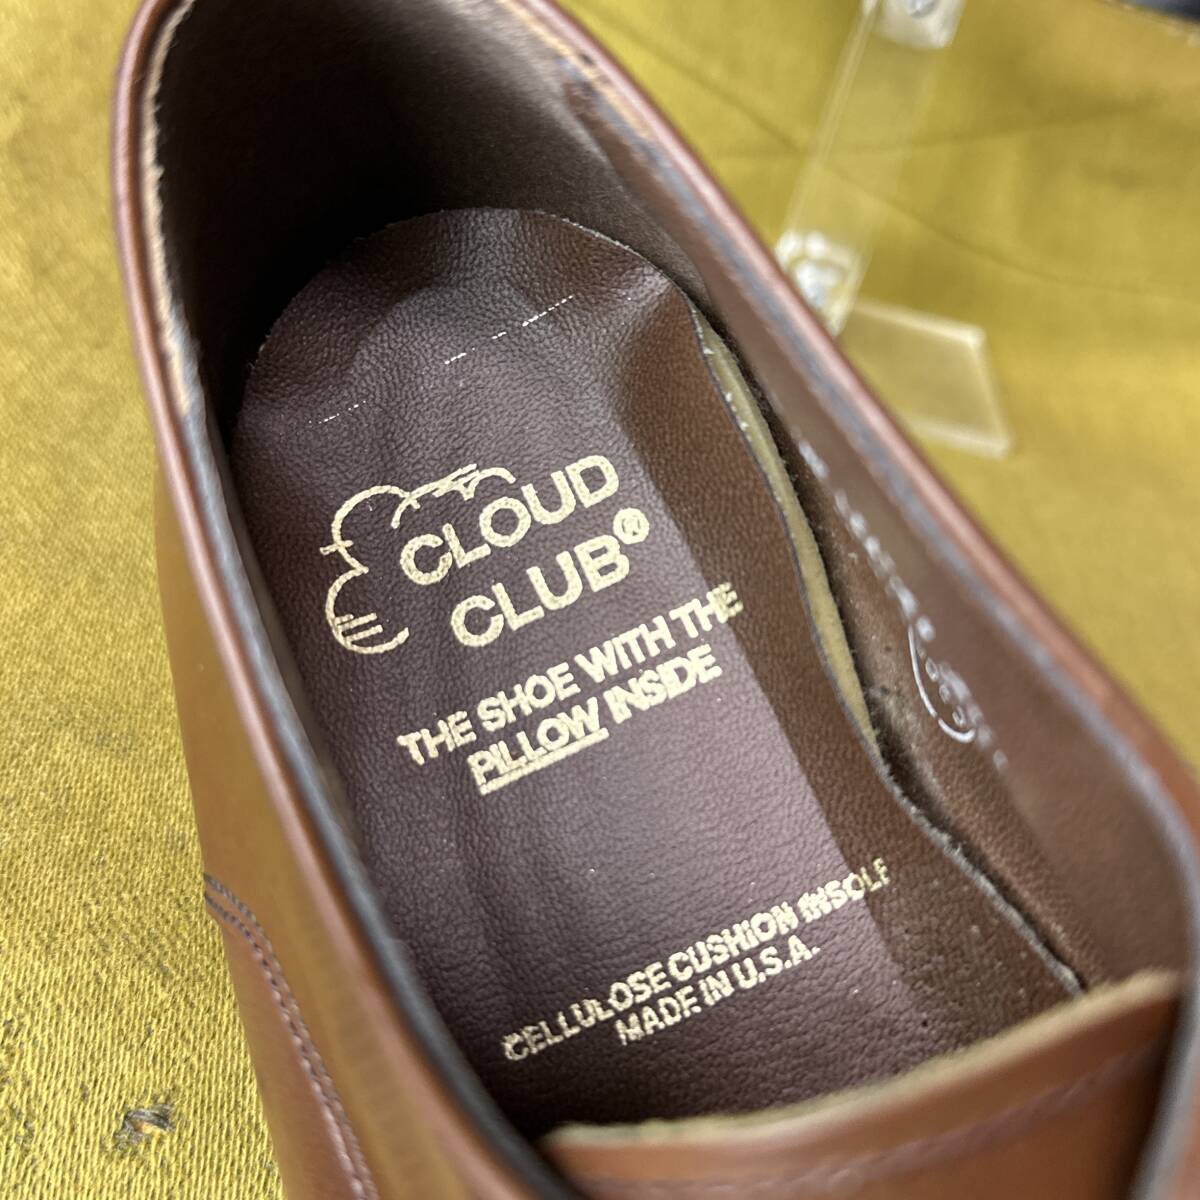 CLOUD
CLUB®
THE SHOE WITH THE
PILLOW INSIDE
CELLULOSE CUSHION INSOLE
MADE IN U.S.A.